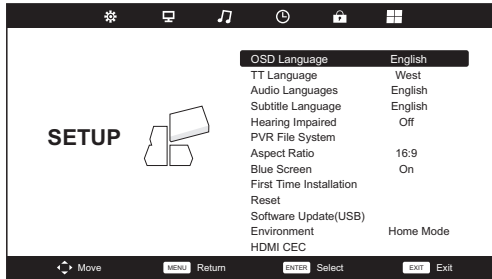 SETUP
OSD Language English
TT Language West
Audio Languages English
Subtitle Language English
Hearing Impaired Off
PVR File System
Aspect Ratio 16:9
Blue Screen On
First Time Installation
Reset
Software Update(USB)
Environment Home Mode
HDMI CEC
Move MENU Return ENTER Select EXIT Exit